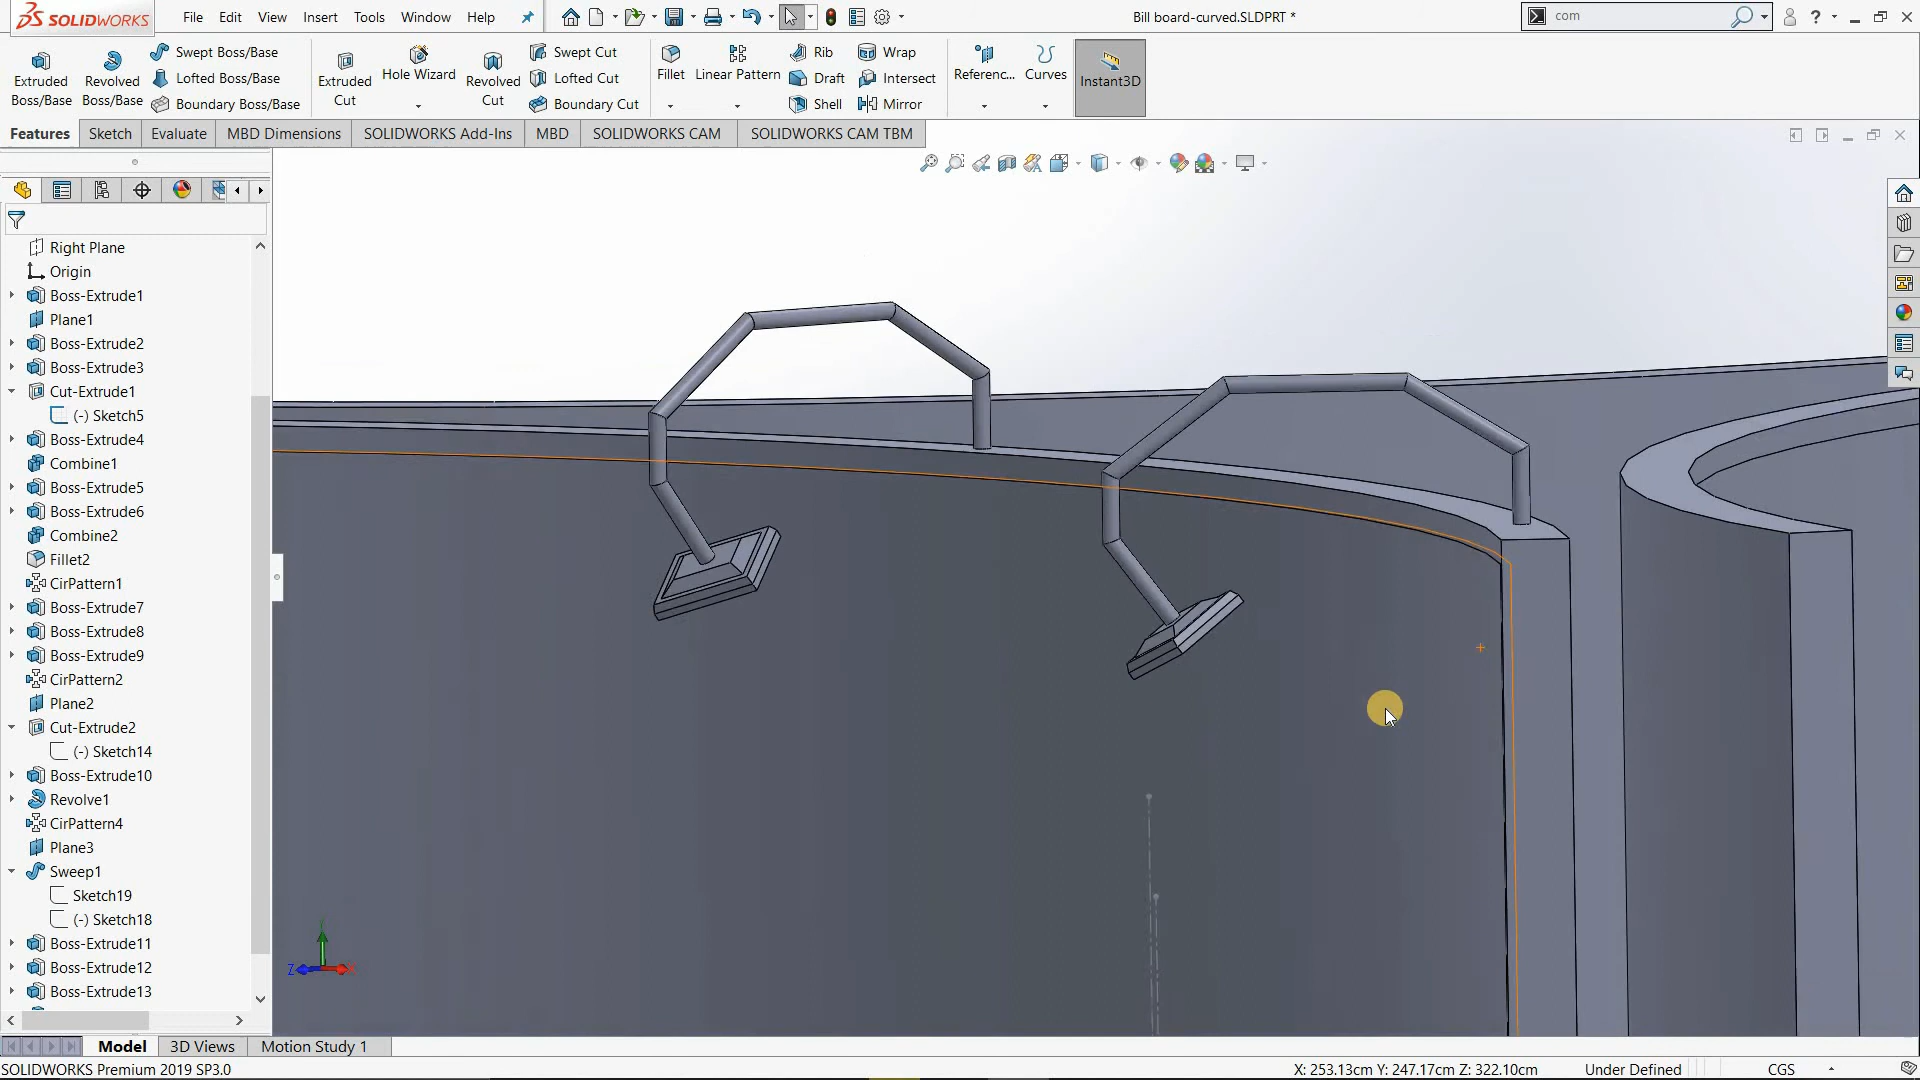 SOLIDWORKS File Edit View Insert Tools Window Help Bill board-curved.SLDPRT * com ?
Extruded Boss/Base
Revolved Boss/Base
Swept Boss/Base
Lofted Boss/Base
Boundary Boss/Base
Extruded Cut
Hole Wizard
Revolved Cut
Swept Cut
Lofted Cut
Boundary Cut
Fillet
Linear Pattern
Rib
Draft
Shell
Wrap
Intersect
Mirror
Referenc...
Curves
Instant3D
Features Sketch Evaluate MBD Dimensions SOLIDWORKS Add-Ins MBD SOLIDWORKS CAM SOLIDWORKS CAM TBM
Right Plane
Origin
Boss-Extrude1
Plane1
Boss-Extrude2
Boss-Extrude3
Cut-Extrude1
(-) Sketch5
Boss-Extrude4
Combine1
Boss-Extrude5
Boss-Extrude6
Combine2
Fillet2
CirPattern1
Boss-Extrude7
Boss-Extrude8
Boss-Extrude9
CirPattern2
Plane2
Cut-Extrude2
(-) Sketch14
Boss-Extrude10
Revolve1
CirPattern4
Plane3
Sweep1
Sketch19
(-) Sketch18
Boss-Extrude11
Boss-Extrude12
Boss-Extrude13
Z
Model 3D Views Motion Study 1
SOLIDWORKS Premium 2019 SP3.0 X: 253.13cm Y: 247.17cm Z: 322.10cm Under Defined CGS